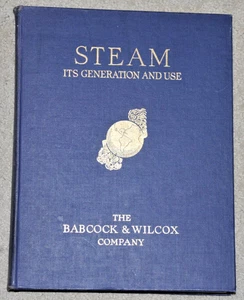 STEAM
ITS GENERATION AND USE
THE
BABCOCK & WILCOX
COMPANY